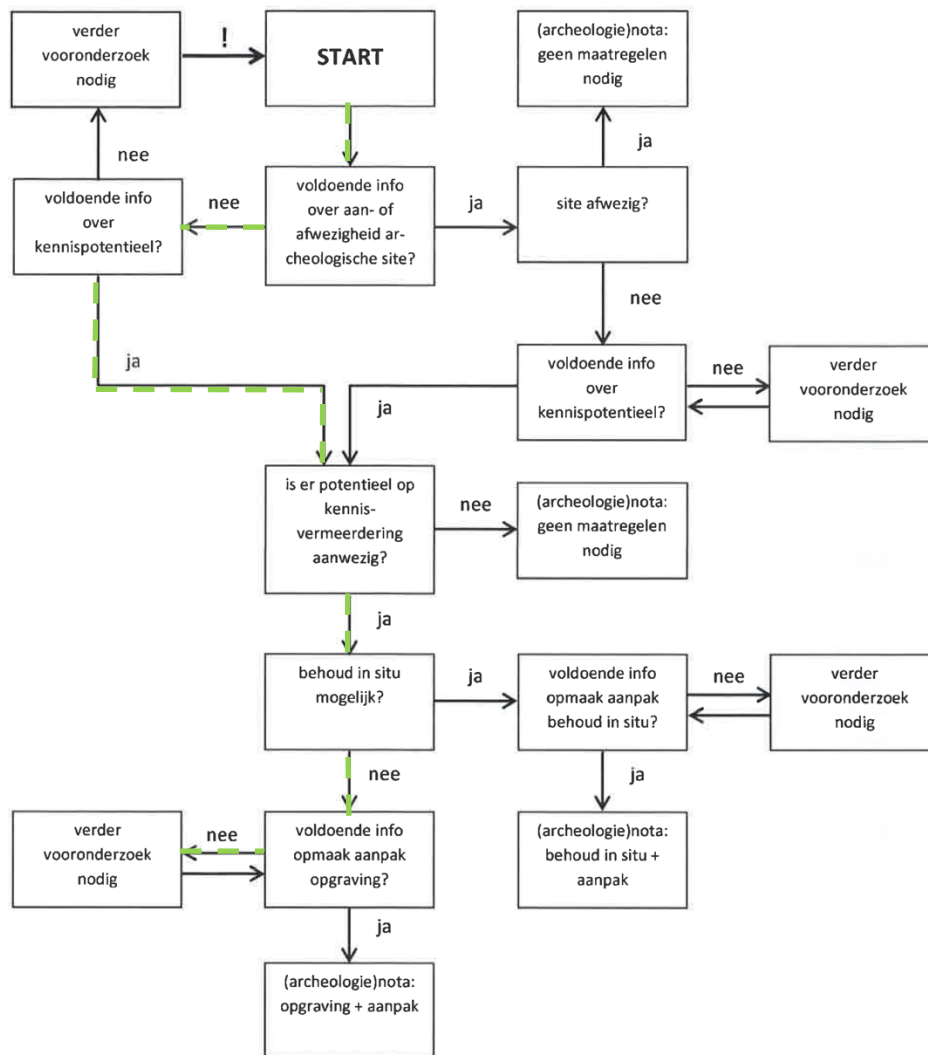 verder
vooronderzoek
nodig
!
START
(archeologie)nota:
geen maatregelen
nodig
nee
ja
voldoende info
over
kennispotentieel?
nee
voldoende info
over aan- of
afwezigheid ar-
cheologische site?
ja
site afwezig?
nee
ja
voldoende info
over
kennispotentieel?
nee
verder
vooronderzoek
nodig
ja
is er potentieel op
kennis-
vermeerdering
aanwezig?
nee
(archeologie)nota:
geen maatregelen
nodig
ja
behoud in situ
mogelijk?
ja
voldoende info
opmaak aanpak
behoud in situ?
nee
verder
vooronderzoek
nodig
nee
ja
verder
vooronderzoek
nodig
nee
voldoende info
opmaak aanpak
opgraving?
(archeologie)nota:
behoud in situ +
aanpak
ja
(archeologie)nota:
opgraving + aanpak